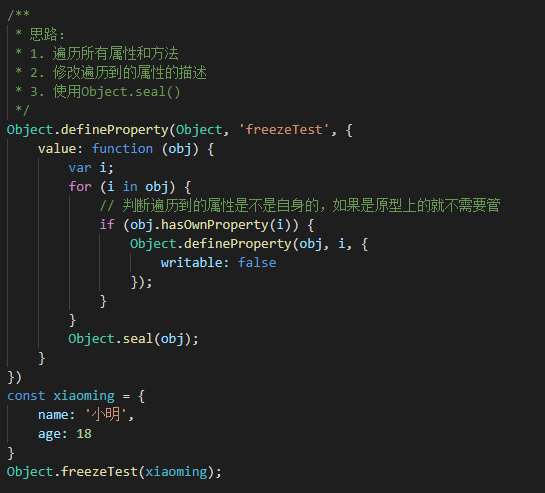 /**
 * 思路：
 * 1. 遍历所有属性和方法
 * 2. 修改遍历到的属性的描述
 * 3. 使用Object.seal()
 */
Object.defineProperty(Object, 'freezeTest', {
    value: function (obj) {
        var i;
        for (i in obj) {
            // 判断遍历到的属性是不是自身的，如果是原型上的就不需要管
            if (obj.hasOwnProperty(i)) {
                Object.defineProperty(obj, i, {
                    writable: false
                });
            }
        }
        Object.seal(obj);
    }
})
const xiaoming = {
    name: '小明',
    age: 18
}
Object.freezeTest(xiaoming);